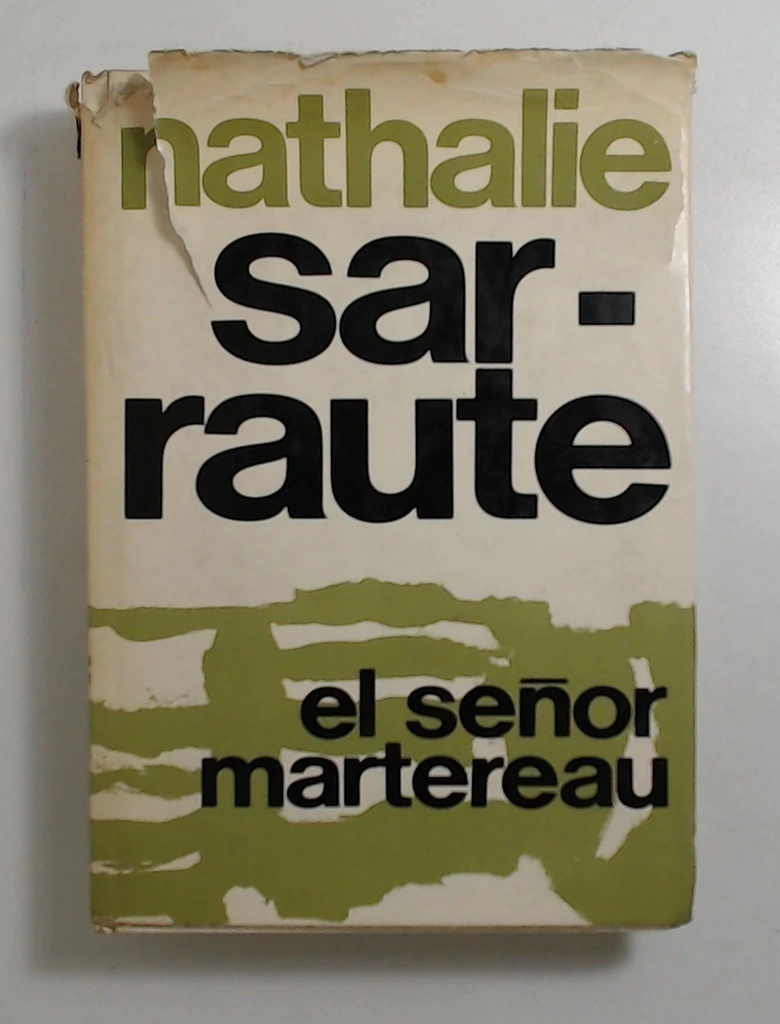 nathalie
sar-
raute
el señor
martereau